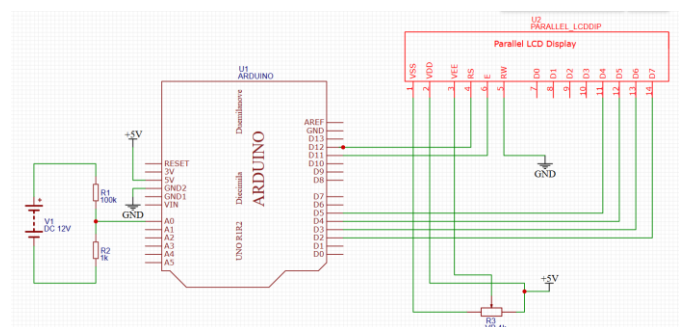 U2
PARALLEL_LCDDIP
Parallel LCD Display
VSS
VDD
VEE
RS
E
RW
D0
D1
D2
D3
D4
D5
D6
D7
1
2
3
4
6
5
7
8
9
10
11
12
13
14
U1
ARDUINO
+5V
GND
RESET
3V
5V
GND2
GND1
VIN
A0
A1
A2
A3
A4
A5
UNO R1R2
Diecimila
Duemilanove
ARDUINO
AREF
GND
D13
D12
D11
D10
D9
D8
D7
D6
D5
D4
D3
D2
D1
D0
GND
R1
100k
V1
DC 12V
R2
1k
+5V
R3